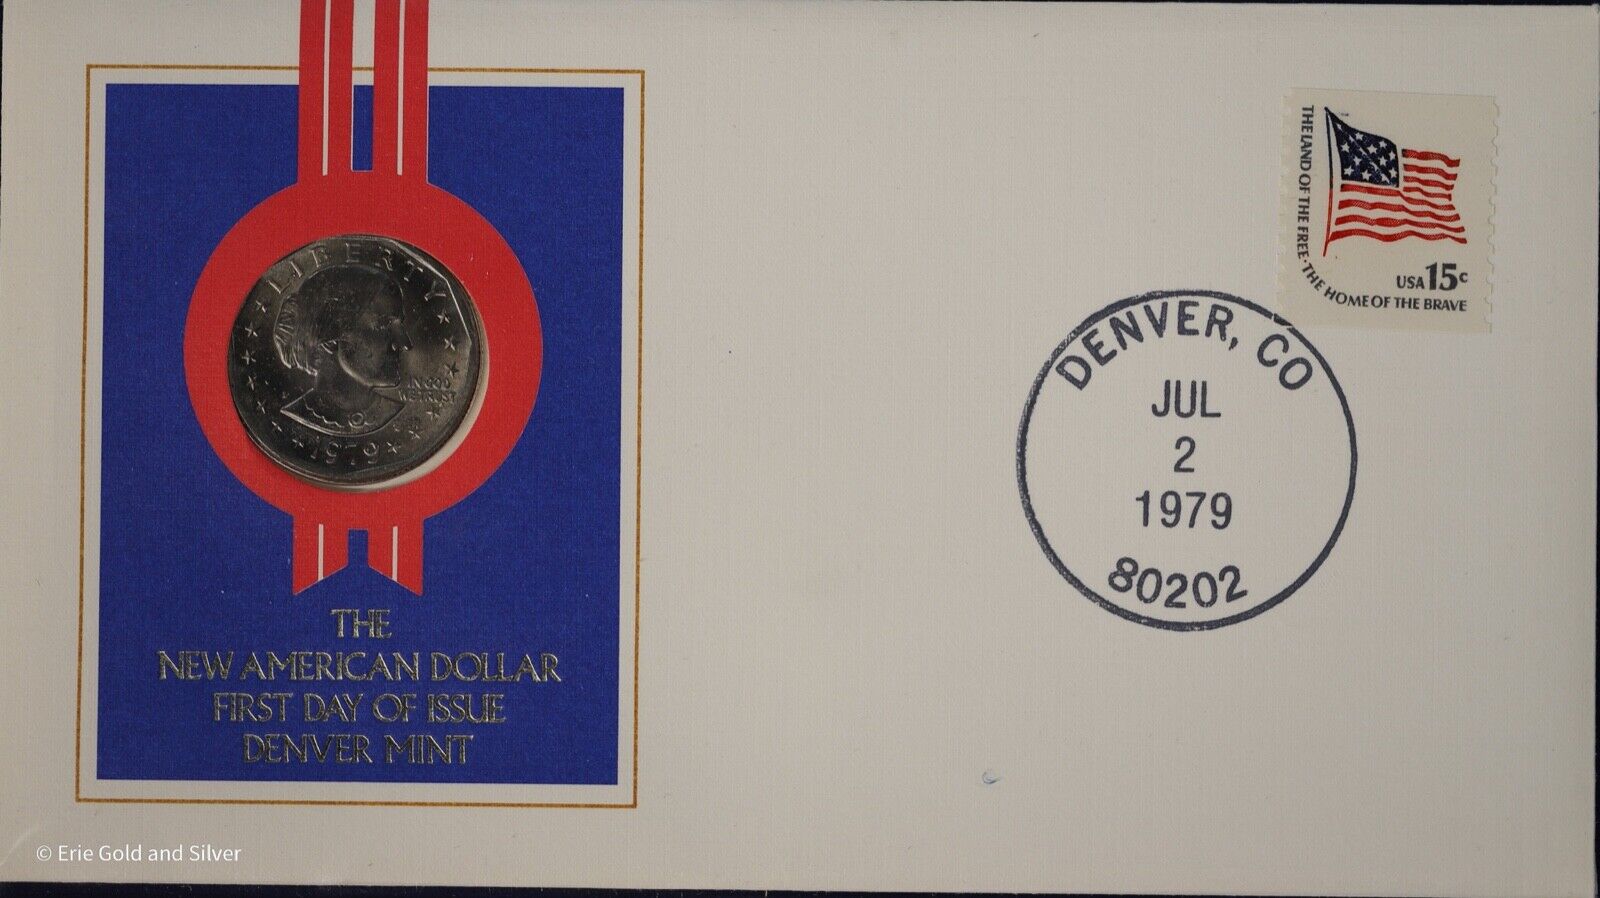 LIBERTY
IN GOD
WE TRUST
1979
THE
NEW AMERICAN DOLLAR
FIRST DAY OF ISSUE
DENVER MINT
THE LAND OF THE FREE · THE HOME OF THE BRAVE
USA 15c
DENVER, CO
JUL
2
1979
80202
© Erie Gold and Silver